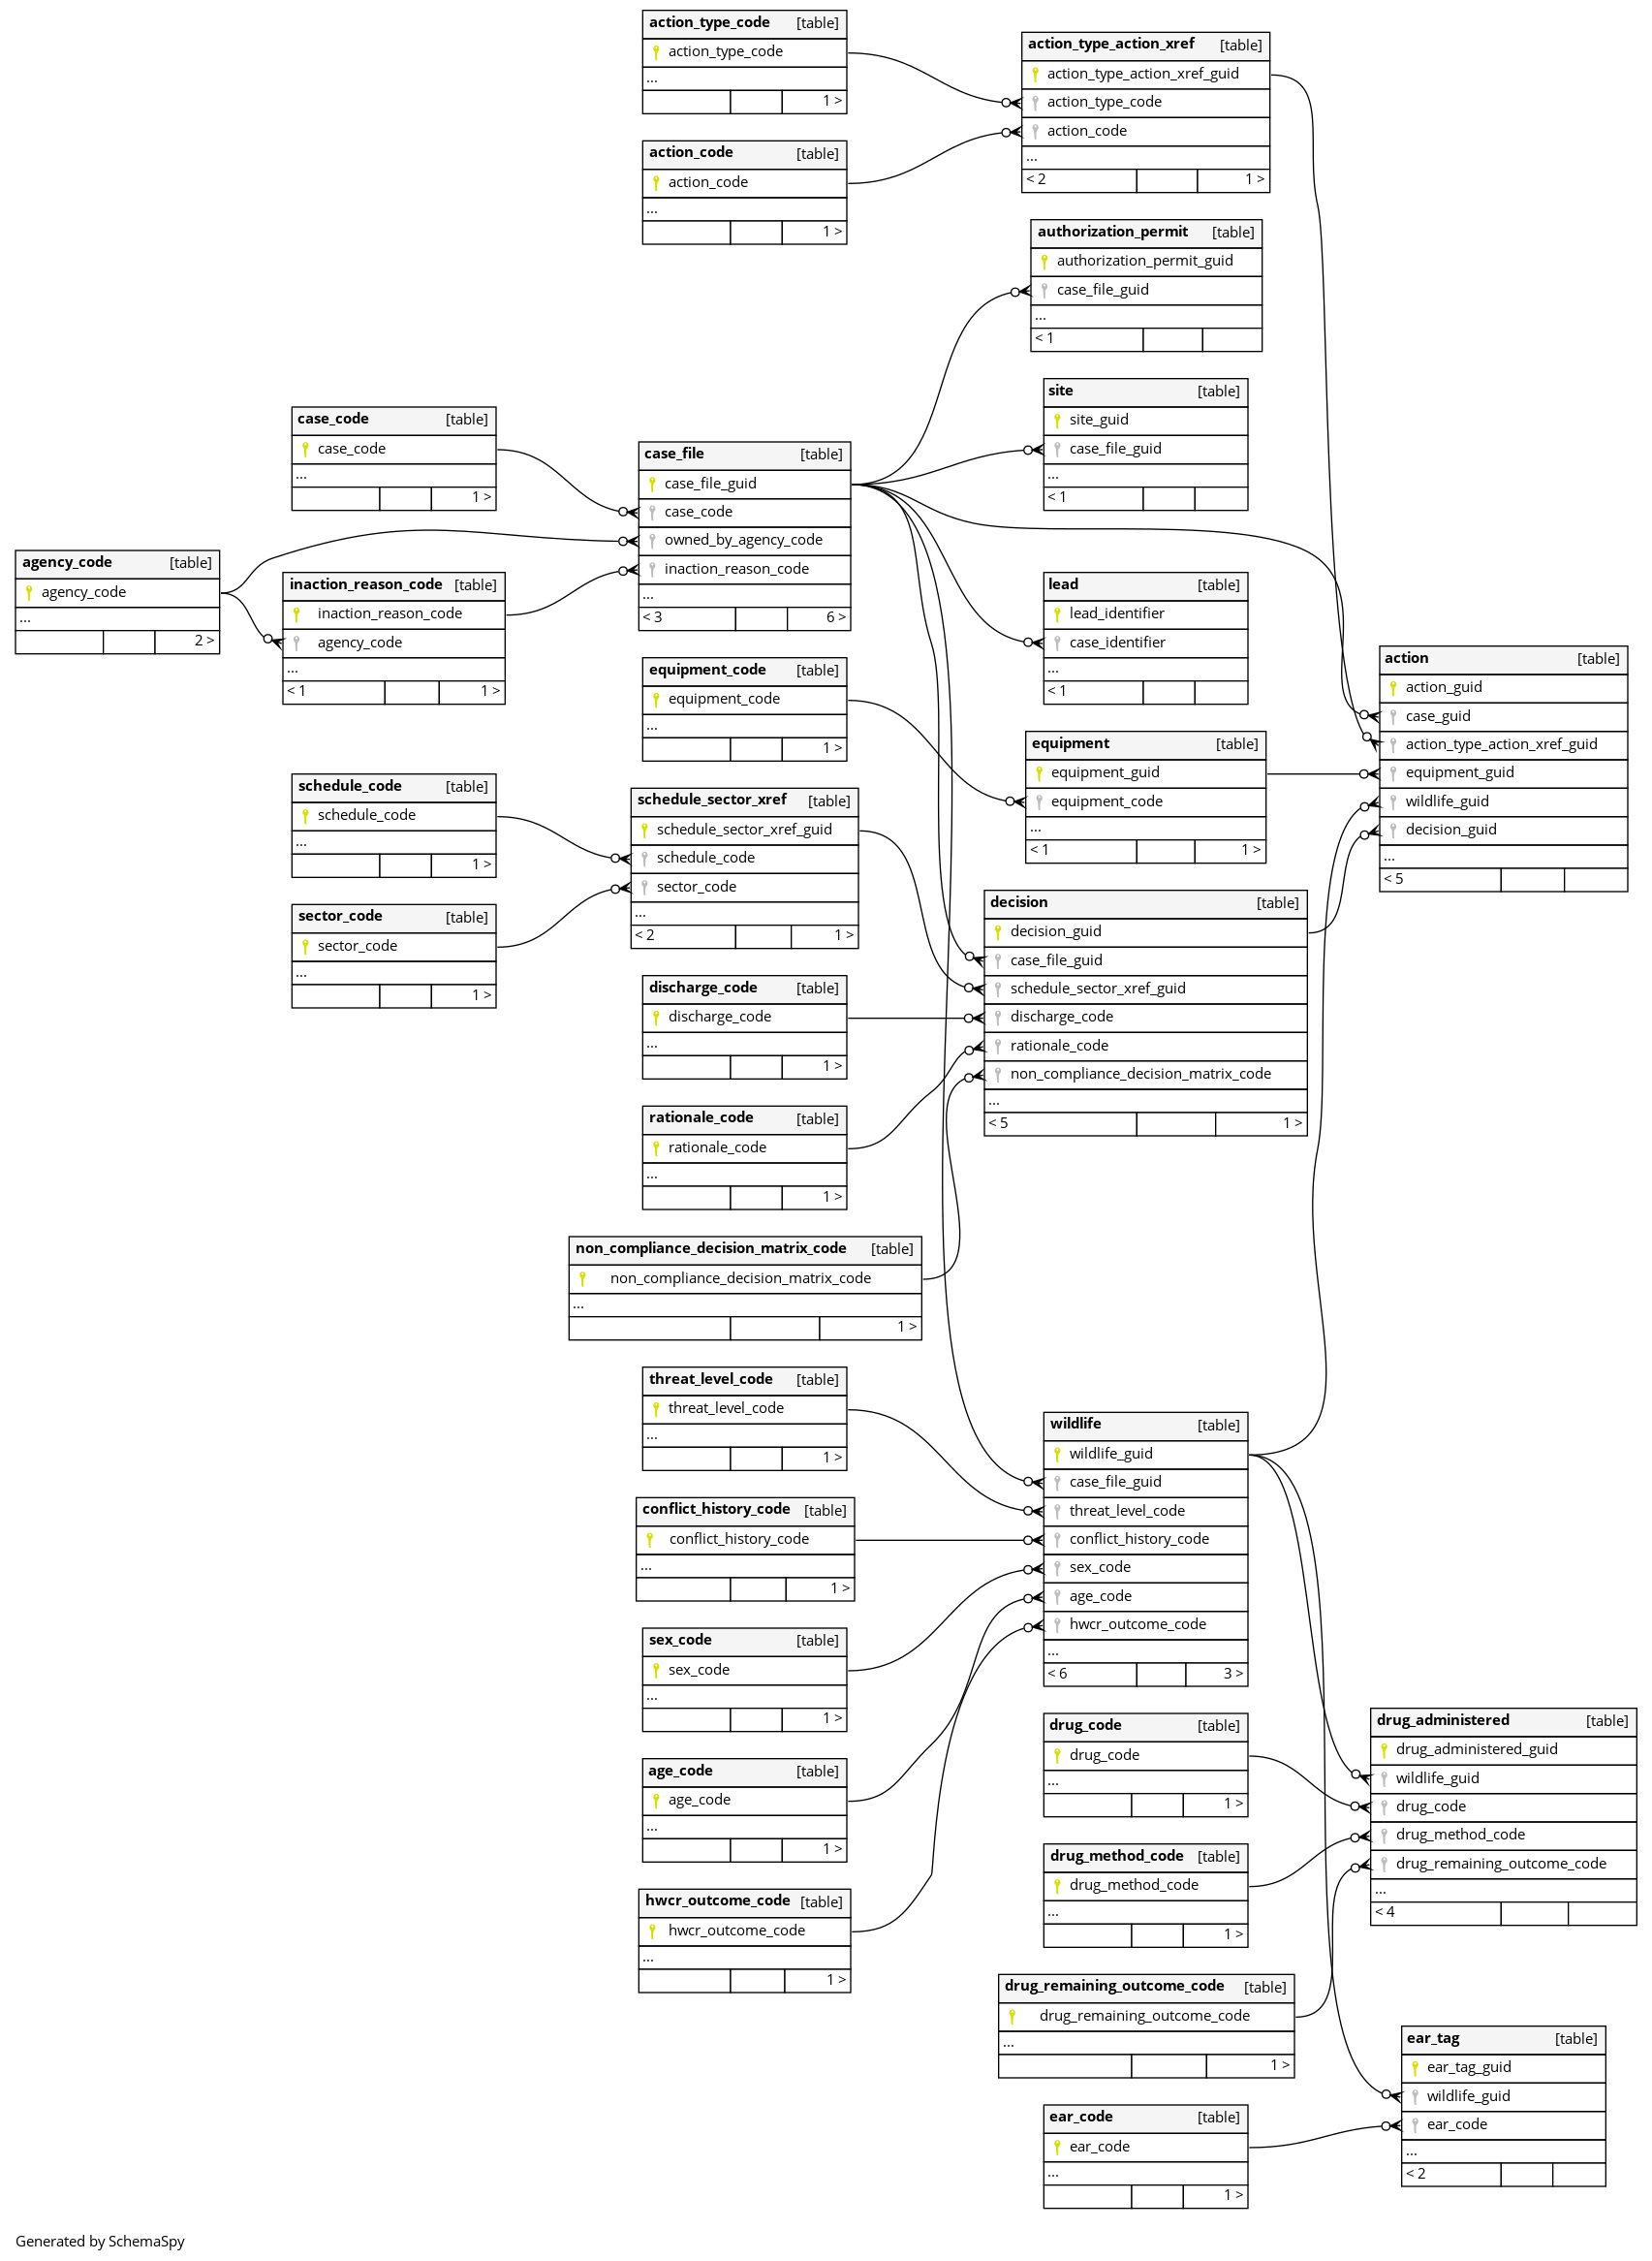 action_type_code [table]
action_type_code
...
1 >
action_code [table]
action_code
...
1 >
action_type_action_xref [table]
action_type_action_xref_guid
action_type_code
action_code
...
< 2 1 >
authorization_permit [table]
authorization_permit_guid
case_file_guid
...
< 1
site [table]
site_guid
case_file_guid
...
< 1
case_code [table]
case_code
...
1 >
case_file [table]
case_file_guid
case_code
owned_by_agency_code
inaction_reason_code
...
< 3 6 >
agency_code [table]
agency_code
...
2 >
inaction_reason_code [table]
inaction_reason_code
agency_code
...
< 1 1 >
lead [table]
lead_identifier
case_identifier
...
< 1
action [table]
action_guid
case_guid
action_type_action_xref_guid
equipment_guid
wildlife_guid
decision_guid
...
< 5
equipment_code [table]
equipment_code
...
1 >
equipment [table]
equipment_guid
equipment_code
...
< 1 1 >
schedule_code [table]
schedule_code
...
1 >
schedule_sector_xref [table]
schedule_sector_xref_guid
schedule_code
sector_code
...
< 2 1 >
sector_code [table]
sector_code
...
1 >
decision [table]
decision_guid
case_file_guid
schedule_sector_xref_guid
discharge_code
rationale_code
non_compliance_decision_matrix_code
...
< 5 1 >
discharge_code [table]
discharge_code
...
1 >
rationale_code [table]
rationale_code
...
1 >
non_compliance_decision_matrix_code [table]
non_compliance_decision_matrix_code
...
1 >
threat_level_code [table]
threat_level_code
...
1 >
wildlife [table]
wildlife_guid
case_file_guid
threat_level_code
conflict_history_code
sex_code
age_code
hwcr_outcome_code
...
< 6 3 >
conflict_history_code [table]
conflict_history_code
...
1 >
sex_code [table]
sex_code
...
1 >
age_code [table]
age_code
...
1 >
hwcr_outcome_code [table]
hwcr_outcome_code
...
1 >
drug_code [table]
drug_code
...
1 >
drug_administered [table]
drug_administered_guid
wildlife_guid
drug_code
drug_method_code
drug_remaining_outcome_code
...
< 4
drug_method_code [table]
drug_method_code
...
1 >
drug_remaining_outcome_code [table]
drug_remaining_outcome_code
...
1 >
ear_tag [table]
ear_tag_guid
wildlife_guid
ear_code
...
< 2
ear_code [table]
ear_code
...
1 >
Generated by SchemaSpy